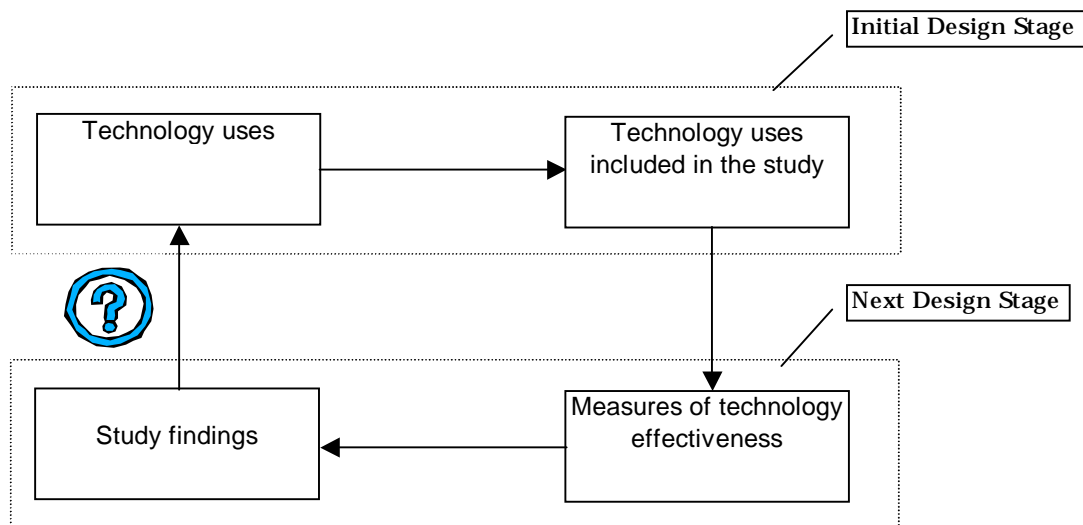 Initial Design Stage
Technology uses
Technology uses
included in the study
?
Next Design Stage
Study findings
Measures of technology
effectiveness